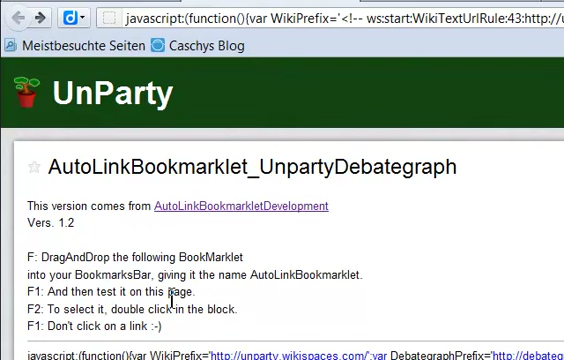 javascript:(function(){var WikiPrefix='<!-- ws:start:WikiTextUrlRule:43:http://u
Meistbesuchte Seiten Caschys Blog
UnParty
AutoLinkBookmarklet_UnpartyDebategraph
This version comes from AutoLinkBookmarkletDevelopment
Vers. 1.2
F: DragAndDrop the following BookMarklet
into your BookmarksBar, giving it the name AutoLinkBookmarklet.
F1: And then test it on this page.
F2: To select it, double click in the block.
F1: Don't click on a link :-)
javascript:(function(){var WikiPrefix='http://unparty.wikispaces.com/';var DebategraphPrefix='http://debateg